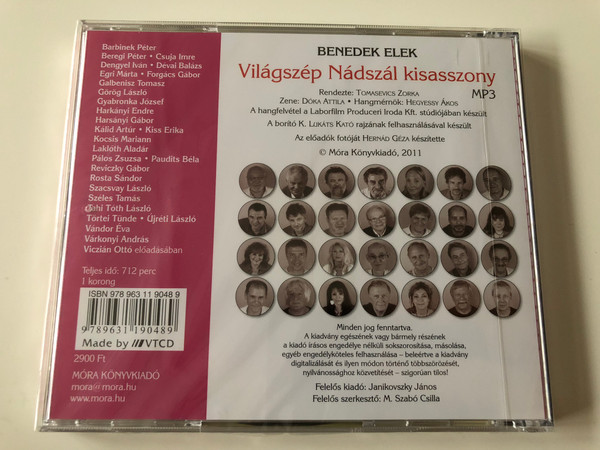 Barbinek Péter
Beregi Péter • Csuja Imre
Dengyel Iván • Dévai Balázs
Egri Márta • Forgács Gábor
Galbenisz Tomasz
Görög László
Gyabronka József
Harkányi Endre
Harsányi Gábor
Kálid Artúr • Kiss Erika
Kocsis Mariann
Laklóth Aladár
Pálos Zsuzsa • Paudits Béla
Reviczky Gábor
Rosta Sándor
Szacsvay László
Széles Tamás
Tahi Tóth László
Törtei Tünde • Újréti László
Vándor Éva
Várkonyi András
Viczián Ottó előadásában
Teljes idő: 712 perc
1 korong
ISBN 978 963 11 9048 9
9789631190489
Made by VTCD
2900 Ft
MÓRA KÖNYVKIADÓ
mora@mora.hu
www.mora.hu
BENEDEK ELEK
Világszép Nádszál kisasszony
MP3
Rendezte: TOMASEVICS ZORKA
Zene: DÓKA ATTILA • Hangmérnök: HEGYESSY ÁKOS
A hangfelvétel a Laborfilm Produceri Iroda Kft. stúdiójában készült
A borító K. LUKÁTS KATÓ rajzának felhasználásával készült
Az előadók fotóját HERNÁD GÉZA készítette
© Móra Könyvkiadó, 2011
Minden jog fenntartva.
A kiadvány egészének vagy bármely részének
a kiadó írásos engedélye nélküli sokszorosítása, másolása,
egyéb engedélyköteles felhasználása – beleértve a kiadvány
digitalizálását és ilyen módon történő többszörözését,
nyilvánossághoz közvetítését – szigorúan tilos!
Felelős kiadó: Janikovszky János
Felelős szerkesztő: M. Szabó Csilla